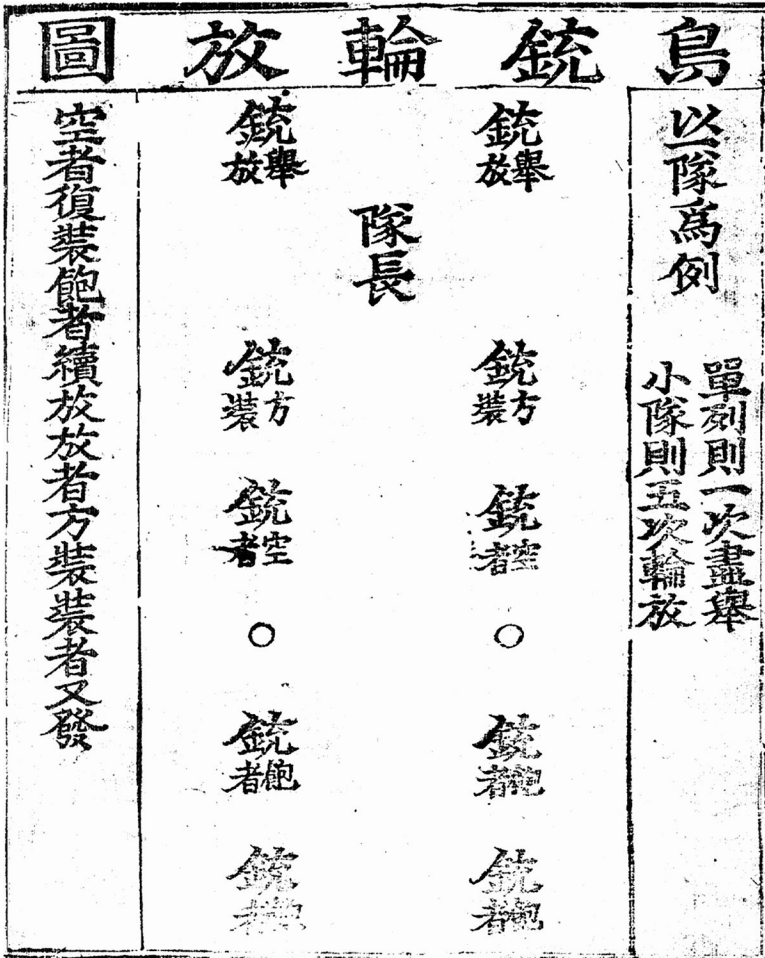 鳥銃輪放圖
以一隊爲例
單列則一次盡舉
小隊則五次輪放
銃舉放
銃方裝
銃空者
○
銃飽者
銃飽者
隊長
銃舉放
銃方裝
銃空者
○
銃飽者
銃
空者復裝飽者續放放者方裝裝者又發